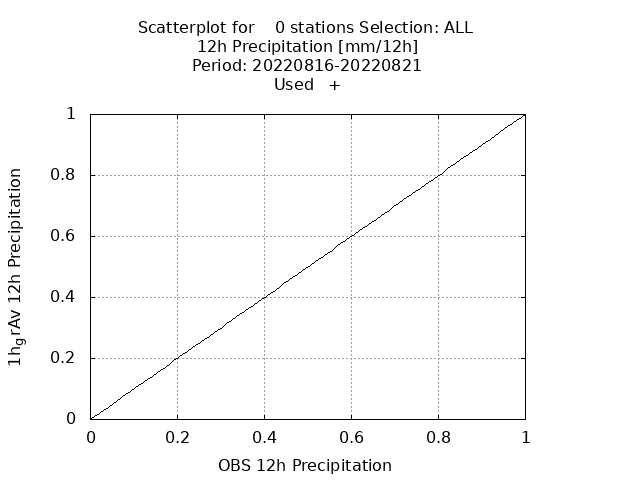 Scatterplot for    0 stations Selection: ALL
12h Precipitation [mm/12h]
Period: 20220816-20220821
Used   +
1
0.8
0.6
0.4
0.2
0
1hgrAv 12h Precipitation
0 0.2 0.4 0.6 0.8 1
OBS 12h Precipitation